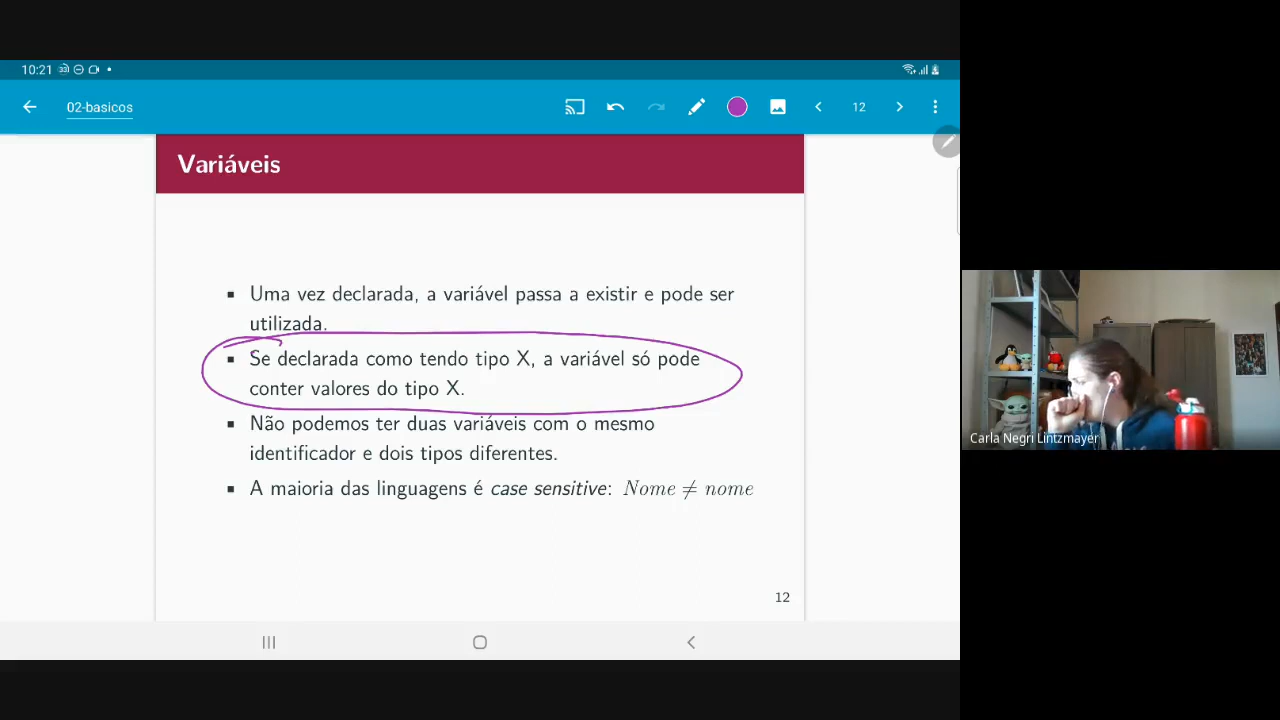 10:21
02-basicos
12
Variáveis
▪ Uma vez declarada, a variável passa a existir e pode ser
utilizada.
▪ Se declarada como tendo tipo X, a variável só pode
conter valores do tipo X.
▪ Não podemos ter duas variáveis com o mesmo
identificador e dois tipos diferentes.
▪ A maioria das linguagens é case sensitive: Nome ≠ nome
12
Carla Negri Lintzmayer